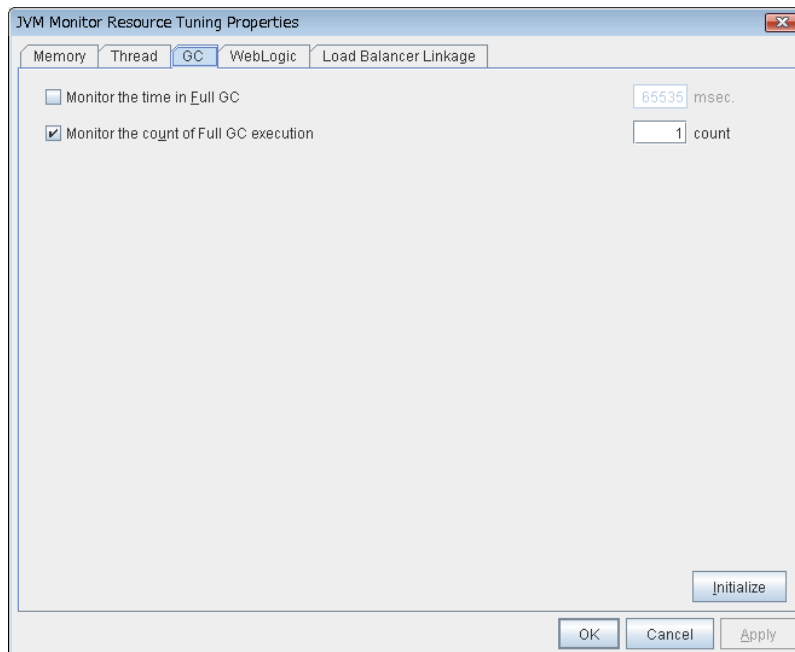 JVM Monitor Resource Tuning Properties
Memory Thread GC WebLogic Load Balancer Linkage
Monitor the time in Full GC 65535 msec.
Monitor the count of Full GC execution 1 count
Initialize
OK Cancel Apply